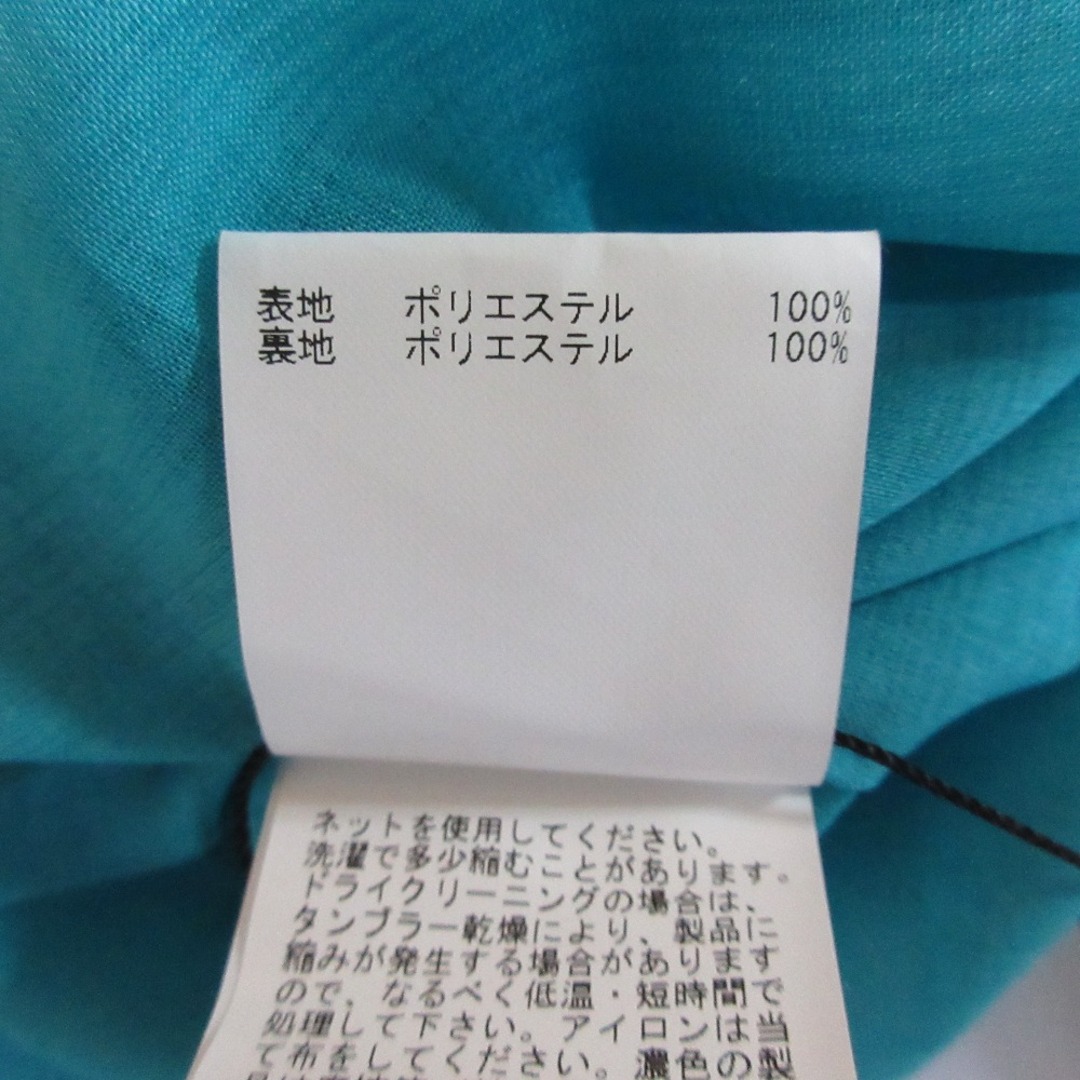 表地 ポリエステル 100%
裏地 ポリエステル 100%
ネットを使用してください。
洗濯で多少縮むことがあります。
ドライクリーニングの場合は、
タンブラー乾燥により、製品に
縮みが発生する場合があります
ので、なるべく低温・短時間で
処理して下さい。アイロンは当
て布をしてください。濃色の製